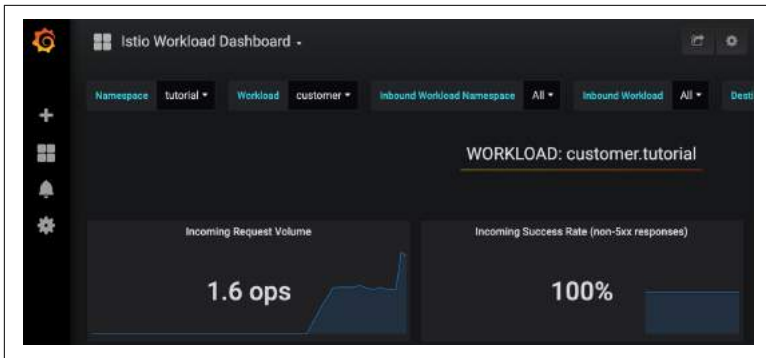 Istio Workload Dashboard
Namespace tutorial Workload customer Inbound Workload Namespace All Inbound Workload All Desti
WORKLOAD: customer.tutorial
Incoming Request Volume Incoming Success Rate (non-5xx responses)
1.6 ops 100%